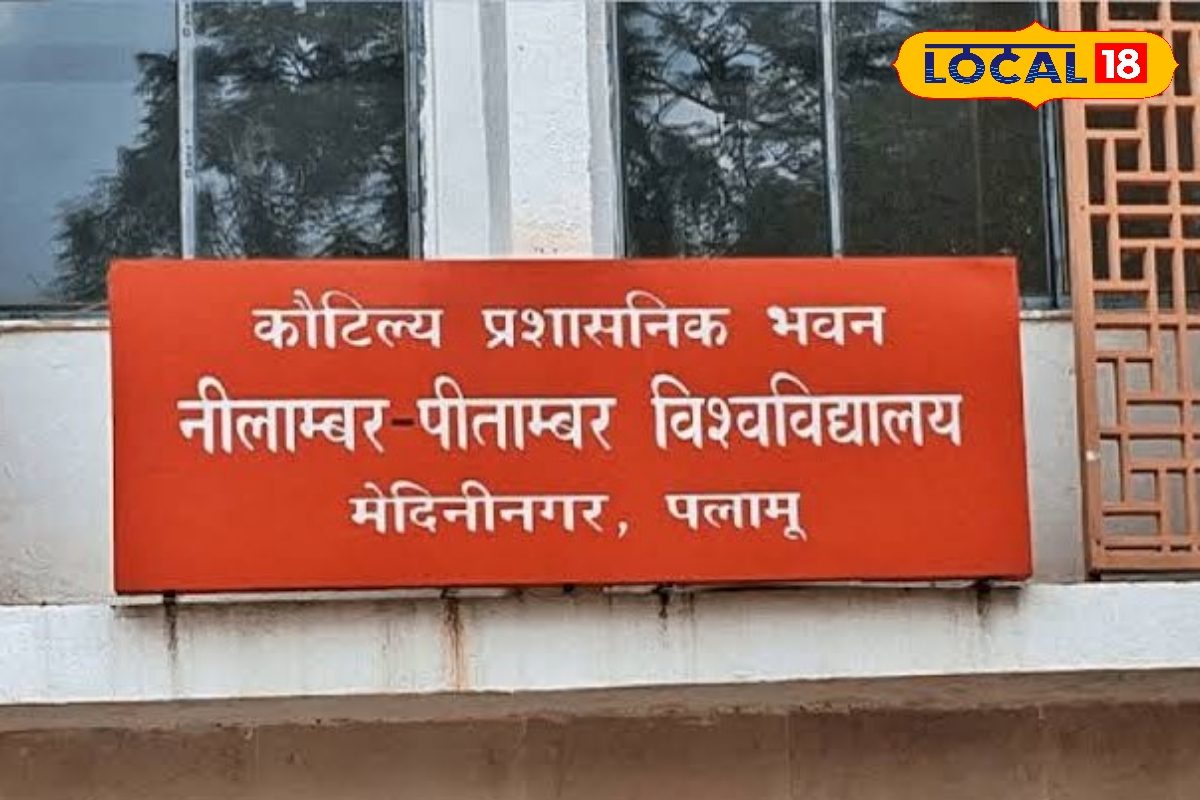 LOCAL 18
कौटिल्य प्रशासनिक भवन
नीलाम्बर-पीताम्बर विश्वविद्यालय
मेदिनीनगर, पलामू